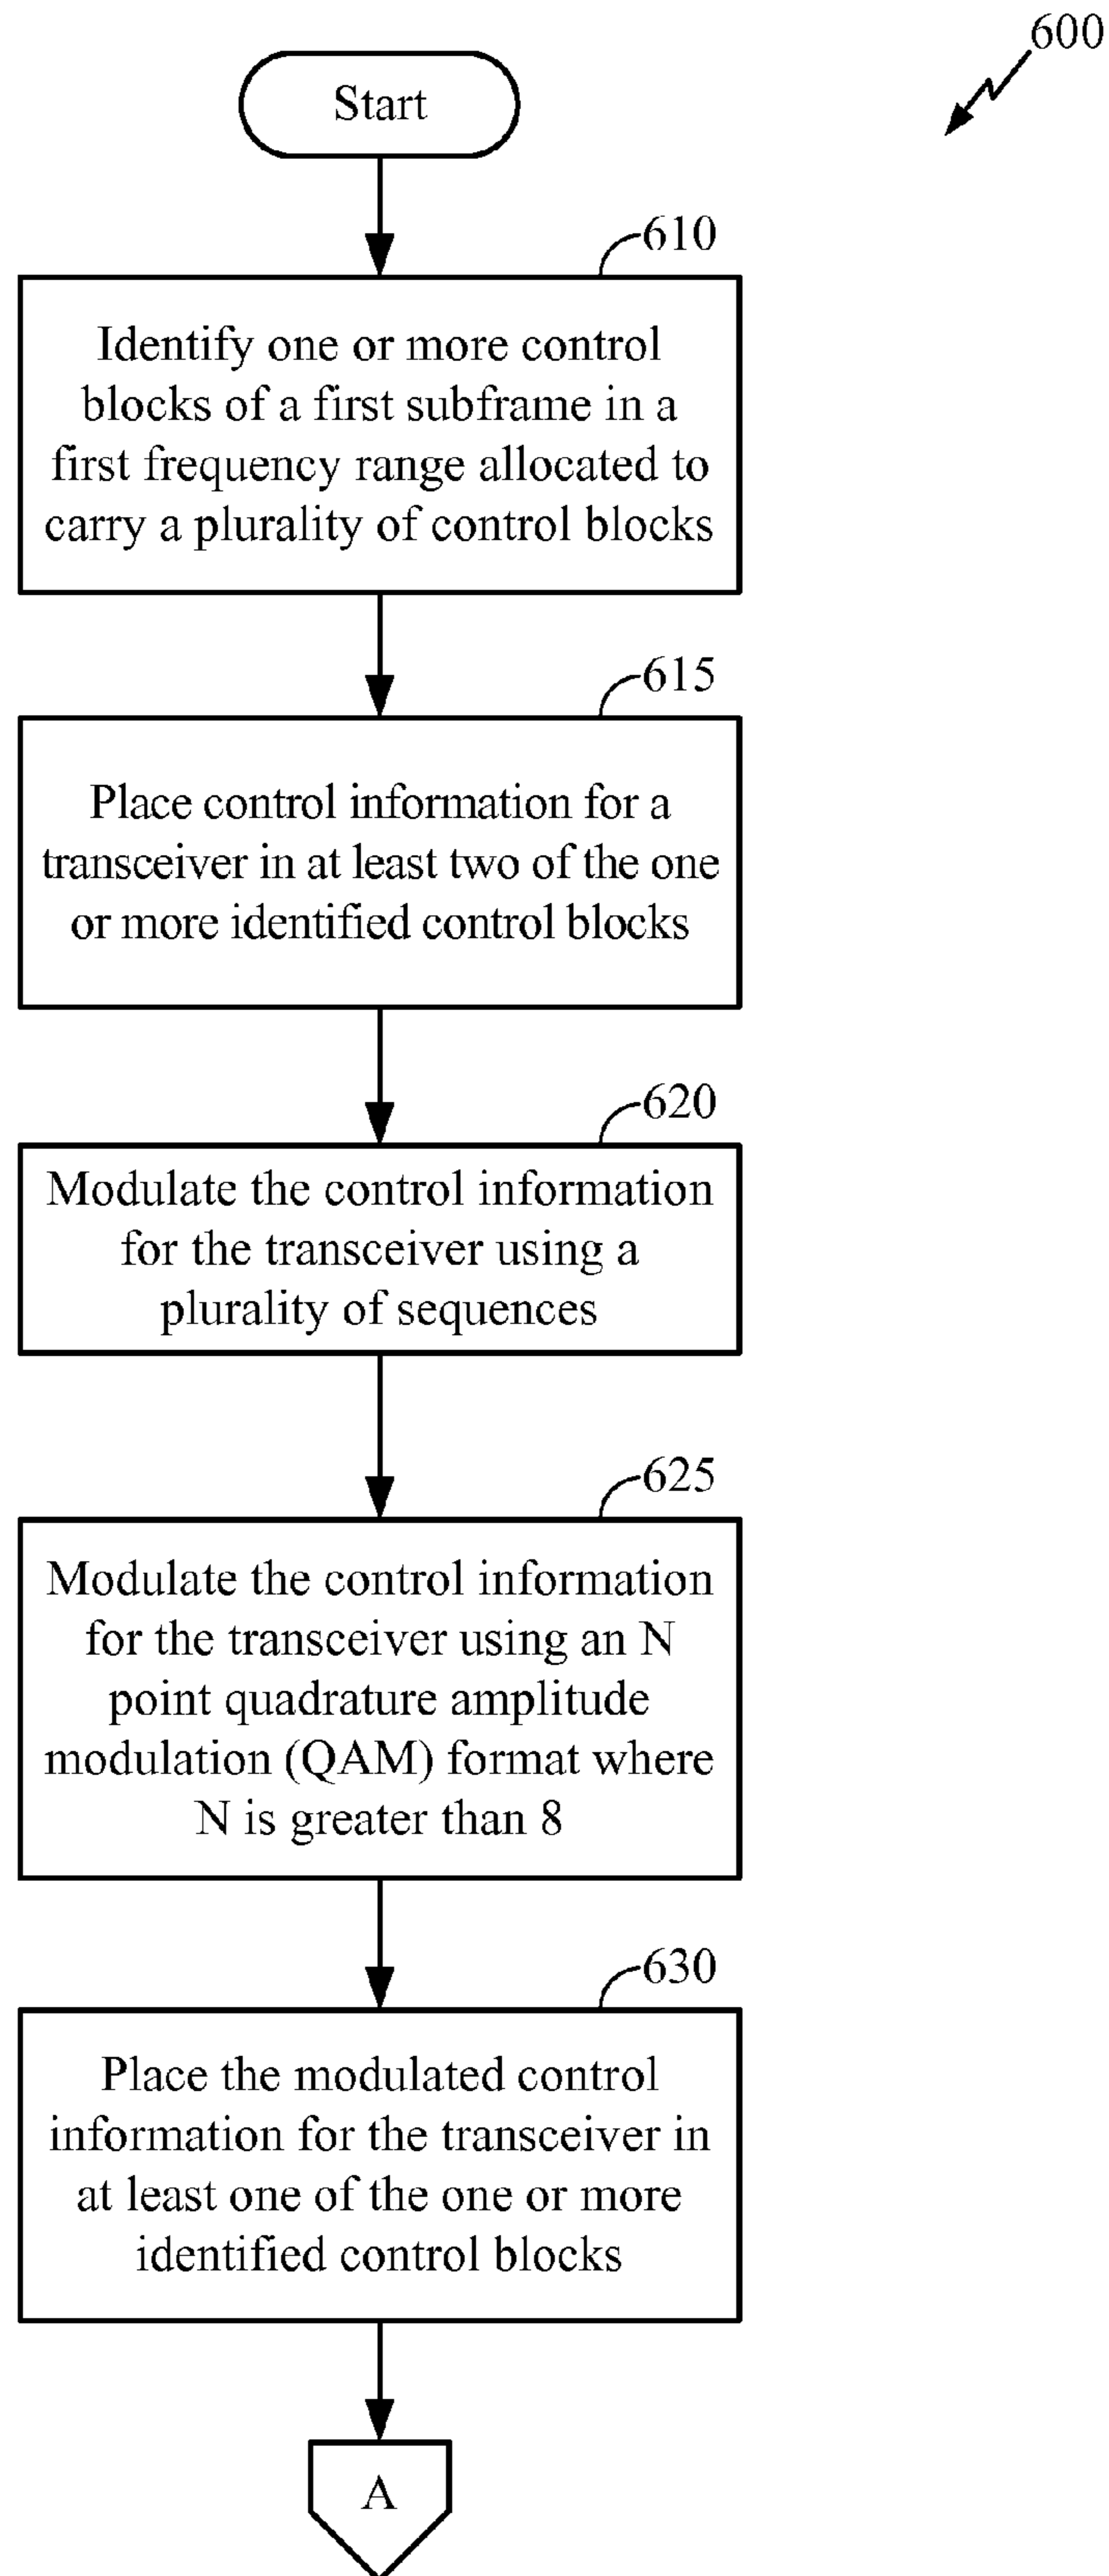 600
Start
610
Identify one or more control
blocks of a first subframe in a
first frequency range allocated to
carry a plurality of control blocks
615
Place control information for a
transceiver in at least two of the one
or more identified control blocks
620
Modulate the control information
for the transceiver using a
plurality of sequences
625
Modulate the control information
for the transceiver using an N
point quadrature amplitude
modulation (QAM) format where
N is greater than 8
630
Place the modulated control
information for the transceiver in
at least one of the one or more
identified control blocks
A